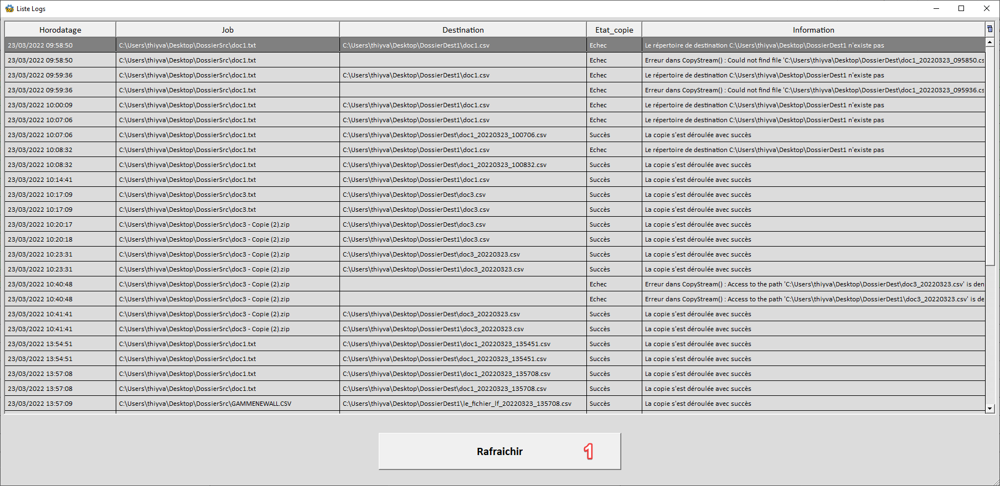 Liste Logs
Horodatage Job Destination Etat_copie Information
23/03/2022 09:58:50 C:\Users\thiyva\Desktop\DossierSrc\doc1.txt C:\Users\thiyva\Desktop\DossierDest1\doc1.csv Echec Le répertoire de destination C:\Users\thiyva\Desktop\DossierDest1 n'existe pas
23/03/2022 09:58:50 C:\Users\thiyva\Desktop\DossierSrc\doc1.txt Echec Erreur dans CopyStream() : Could not find file 'C:\Users\thiyva\Desktop\DossierDest\doc1_20220323_095850.cs
23/03/2022 09:59:36 C:\Users\thiyva\Desktop\DossierSrc\doc1.txt C:\Users\thiyva\Desktop\DossierDest1\doc1.csv Echec Le répertoire de destination C:\Users\thiyva\Desktop\DossierDest1 n'existe pas
23/03/2022 09:59:36 C:\Users\thiyva\Desktop\DossierSrc\doc1.txt Echec Erreur dans CopyStream() : Could not find file 'C:\Users\thiyva\Desktop\DossierDest\doc1_20220323_095936.cs
23/03/2022 10:00:09 C:\Users\thiyva\Desktop\DossierSrc\doc1.txt C:\Users\thiyva\Desktop\DossierDest1\doc1.csv Echec Le répertoire de destination C:\Users\thiyva\Desktop\DossierDest1 n'existe pas
23/03/2022 10:07:06 C:\Users\thiyva\Desktop\DossierSrc\doc1.txt C:\Users\thiyva\Desktop\DossierDest1\doc1.csv Echec Le répertoire de destination C:\Users\thiyva\Desktop\DossierDest1 n'existe pas
23/03/2022 10:07:06 C:\Users\thiyva\Desktop\DossierSrc\doc1.txt C:\Users\thiyva\Desktop\DossierDest\doc1_20220323_100706.csv Succès La copie s'est déroulée avec succès
23/03/2022 10:08:32 C:\Users\thiyva\Desktop\DossierSrc\doc1.txt C:\Users\thiyva\Desktop\DossierDest1\doc1.csv Echec Le répertoire de destination C:\Users\thiyva\Desktop\DossierDest1 n'existe pas
23/03/2022 10:08:32 C:\Users\thiyva\Desktop\DossierSrc\doc1.txt C:\Users\thiyva\Desktop\DossierDest\doc1_20220323_100832.csv Succès La copie s'est déroulée avec succès
23/03/2022 10:14:41 C:\Users\thiyva\Desktop\DossierSrc\doc1.txt C:\Users\thiyva\Desktop\DossierDest1\doc1.csv Succès La copie s'est déroulée avec succès
23/03/2022 10:17:09 C:\Users\thiyva\Desktop\DossierSrc\doc3.txt C:\Users\thiyva\Desktop\DossierDest\doc3.csv Succès La copie s'est déroulée avec succès
23/03/2022 10:17:09 C:\Users\thiyva\Desktop\DossierSrc\doc3.txt C:\Users\thiyva\Desktop\DossierDest1\doc3.csv Succès La copie s'est déroulée avec succès
23/03/2022 10:20:17 C:\Users\thiyva\Desktop\DossierSrc\doc3 - Copie (2).zip C:\Users\thiyva\Desktop\DossierDest\doc3.csv Succès La copie s'est déroulée avec succès
23/03/2022 10:20:18 C:\Users\thiyva\Desktop\DossierSrc\doc3 - Copie (2).zip C:\Users\thiyva\Desktop\DossierDest1\doc3.csv Succès La copie s'est déroulée avec succès
23/03/2022 10:23:31 C:\Users\thiyva\Desktop\DossierSrc\doc3 - Copie (2).zip C:\Users\thiyva\Desktop\DossierDest\doc3_20220323.csv Succès La copie s'est déroulée avec succès
23/03/2022 10:23:31 C:\Users\thiyva\Desktop\DossierSrc\doc3 - Copie (2).zip C:\Users\thiyva\Desktop\DossierDest1\doc3_20220323.csv Succès La copie s'est déroulée avec succès
23/03/2022 10:40:48 C:\Users\thiyva\Desktop\DossierSrc\doc3 - Copie (2).zip Echec Erreur dans CopyStream() : Access to the path 'C:\Users\thiyva\Desktop\DossierDest\doc3_20220323.csv' is den
23/03/2022 10:40:48 C:\Users\thiyva\Desktop\DossierSrc\doc3 - Copie (2).zip Echec Erreur dans CopyStream() : Access to the path 'C:\Users\thiyva\Desktop\DossierDest1\doc3_20220323.csv' is de
23/03/2022 10:41:41 C:\Users\thiyva\Desktop\DossierSrc\doc3 - Copie (2).zip C:\Users\thiyva\Desktop\DossierDest\doc3_20220323.csv Succès La copie s'est déroulée avec succès
23/03/2022 10:41:41 C:\Users\thiyva\Desktop\DossierSrc\doc3 - Copie (2).zip C:\Users\thiyva\Desktop\DossierDest1\doc3_20220323.csv Succès La copie s'est déroulée avec succès
23/03/2022 13:54:51 C:\Users\thiyva\Desktop\DossierSrc\doc1.txt C:\Users\thiyva\Desktop\DossierDest1\doc1_20220323_135451.csv Succès La copie s'est déroulée avec succès
23/03/2022 13:54:51 C:\Users\thiyva\Desktop\DossierSrc\doc1.txt C:\Users\thiyva\Desktop\DossierDest\doc1_20220323_135451.csv Succès La copie s'est déroulée avec succès
23/03/2022 13:57:08 C:\Users\thiyva\Desktop\DossierSrc\doc1.txt C:\Users\thiyva\Desktop\DossierDest1\doc1_20220323_135708.csv Succès La copie s'est déroulée avec succès
23/03/2022 13:57:08 C:\Users\thiyva\Desktop\DossierSrc\doc1.txt C:\Users\thiyva\Desktop\DossierDest\doc1_20220323_135708.csv Succès La copie s'est déroulée avec succès
23/03/2022 13:57:09 C:\Users\thiyva\Desktop\DossierSrc\GAMMENEWALL.CSV C:\Users\thiyva\Desktop\DossierDest1\le_fichier_lf_20220323_135708.csv Succès La copie s'est déroulée avec succès
Rafraichir 1